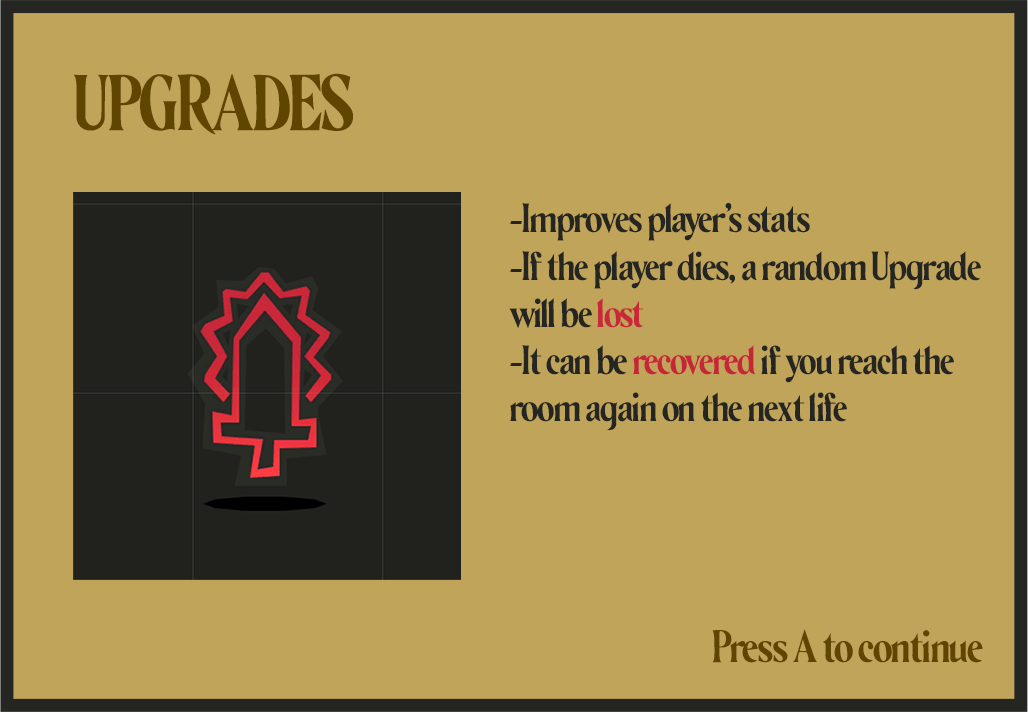 UPGRADES
-Improves player's stats
-If the player dies, a random Upgrade
will be lost
-It can be recovered if you reach the
room again on the next life
Press A to continue